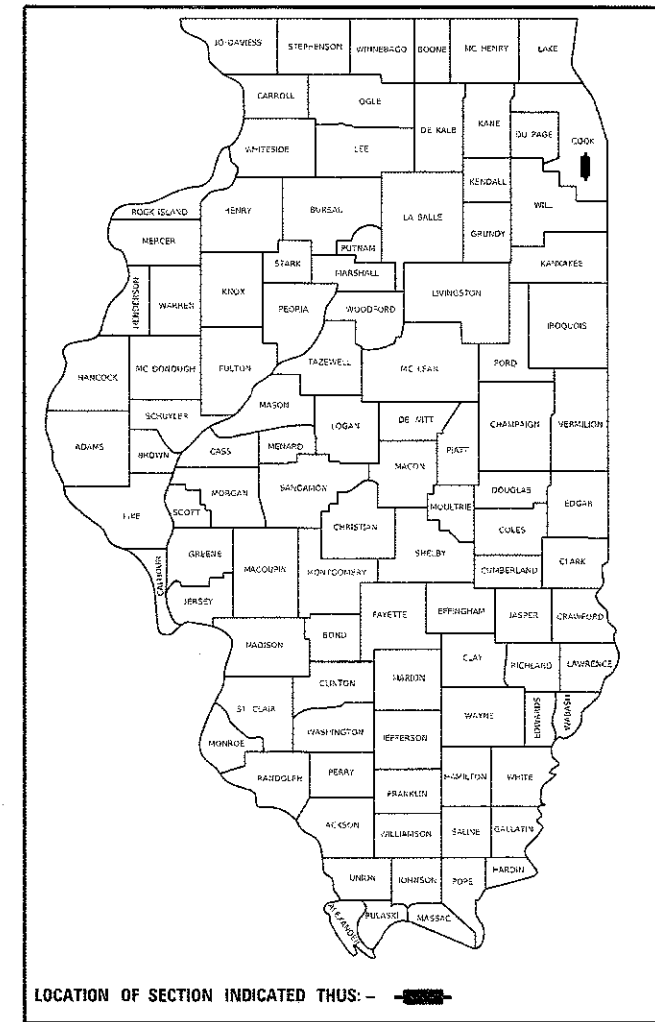 JO-DAVIESS STEPHENSON WINNEBAGO BOONE MC HENRY LAKE
CARROLL OGLE DE KALB KANE DU PAGE COOK
WHITESIDE LEE KENDALL WILL
ROCK ISLAND HENRY BUREAU LA SALLE GRUNDY
MERCER PUTNAM KANKAKEE
STARK MARSHALL
HENDERSON WARREN KNOX PEORIA WOODFORD LIVINGSTON IROQUOIS
HANCOCK MC DONOUGH FULTON TAZEWELL MC LEAN FORD
SCHUYLER MASON LOGAN DE WITT CHAMPAIGN VERMILION
ADAMS BROWN CASS MENARD MACON PIATT
PIKE SCOTT MORGAN SANGAMON CHRISTIAN MOULTRIE DOUGLAS EDGAR
COLES
CALHOUN GREENE MACOUPIN MONTGOMERY SHELBY CUMBERLAND CLARK
JERSEY FAYETTE EFFINGHAM JASPER CRAWFORD
MADISON BOND CLAY RICHLAND LAWRENCE
CLINTON MARION
ST. CLAIR WASHINGTON JEFFERSON WAYNE EDWARDS WABASH
MONROE RANDOLPH PERRY HAMILTON WHITE
FRANKLIN
JACKSON WILLIAMSON SALINE GALLATIN
UNION JOHNSON POPE HARDIN
ALEXANDER PULASKI MASSAC
LOCATION OF SECTION INDICATED THUS: -